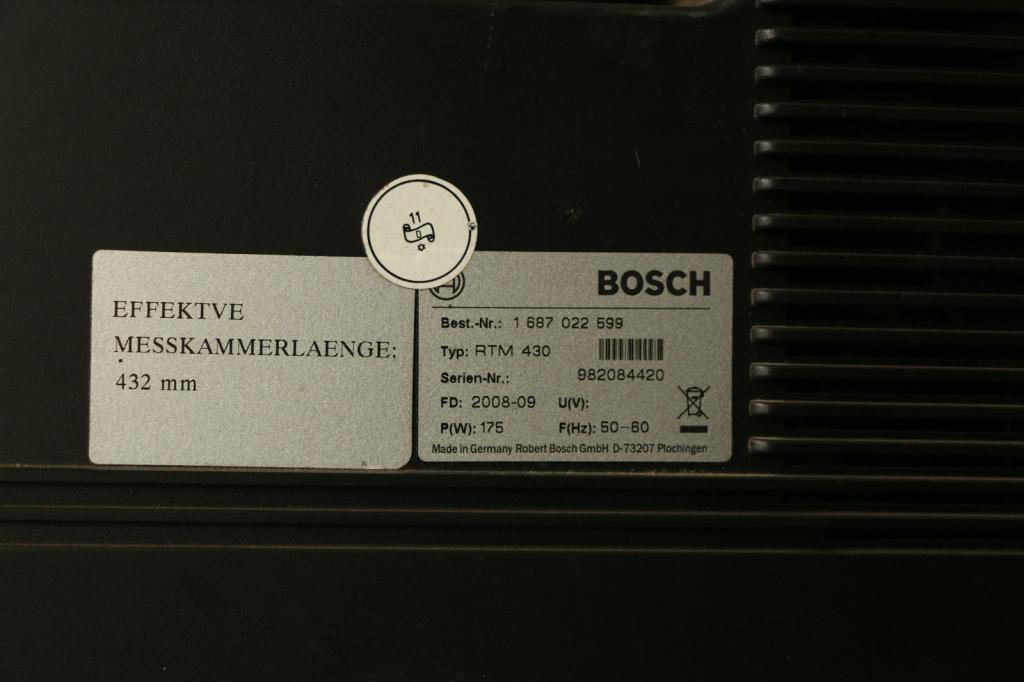 11
EFFEKTVE
MESSKAMMERLAENGE;
432 mm
BOSCH
Best.-Nr.: 1 687 022 599
Typ: RTM 430
Serien-Nr.: 982084420
FD: 2008-09 U(V):
P(W): 175 F(Hz): 50-60
Made in Germany Robert Bosch GmbH D-73207 Plochingen